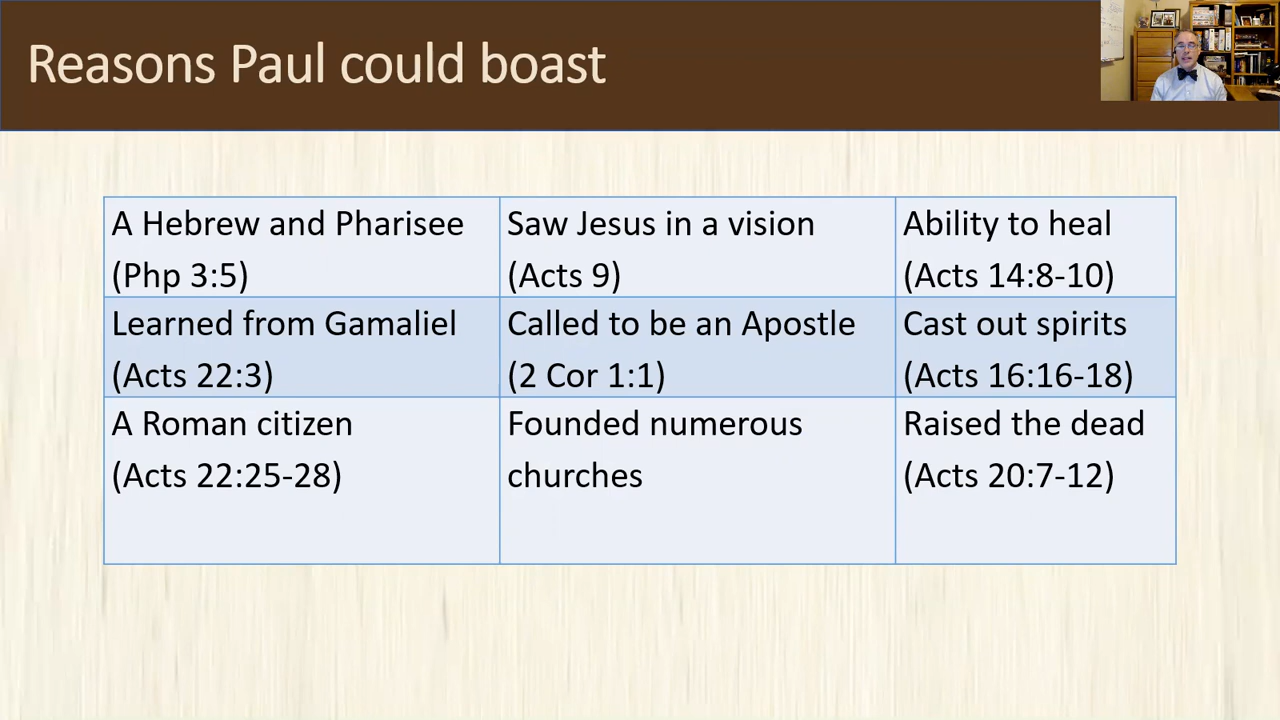 Reasons Paul could boast
A Hebrew and Pharisee
(Php 3:5)
Saw Jesus in a vision
(Acts 9)
Ability to heal
(Acts 14:8-10)
Learned from Gamaliel
(Acts 22:3)
Called to be an Apostle
(2 Cor 1:1)
Cast out spirits
(Acts 16:16-18)
A Roman citizen
(Acts 22:25-28)
Founded numerous
churches
Raised the dead
(Acts 20:7-12)